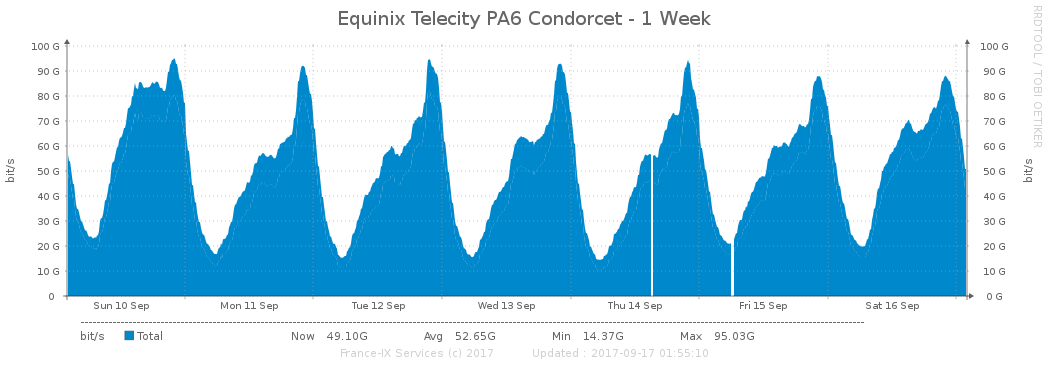 Equinix Telecity PA6 Condorcet - 1 Week
RRDTOOL / TOBI OETIKER
bit/s
100 G
90 G
80 G
70 G
60 G
50 G
40 G
30 G
20 G
10 G
0
100 G
90 G
80 G
70 G
60 G
50 G
40 G
30 G
20 G
10 G
0 G
bit/s
Sun 10 Sep Mon 11 Sep Tue 12 Sep Wed 13 Sep Thu 14 Sep Fri 15 Sep Sat 16 Sep
bit/s Total Now 49.10G Avg 52.65G Min 14.37G Max 95.03G
France-IX Services (c) 2017 Updated : 2017-09-17 01:55:10